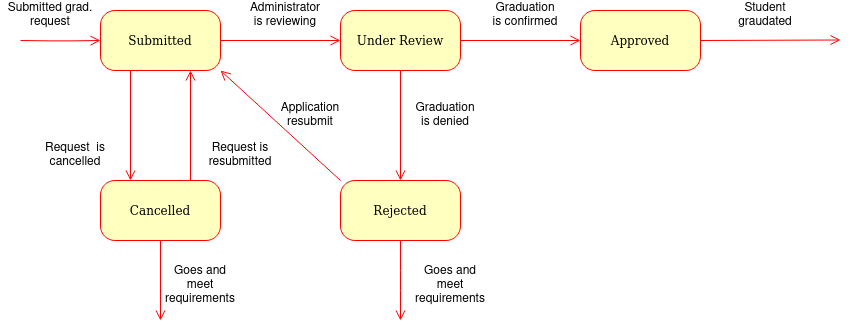 Submitted grad.
request
Administrator
is reviewing
Graduation
is confirmed
Student
graudated
Submitted
Under Review
Approved
Application
resubmit
Graduation
is denied
Request is
cancelled
Request is
resubmitted
Cancelled
Rejected
Goes and
meet
requirements
Goes and
meet
requirements